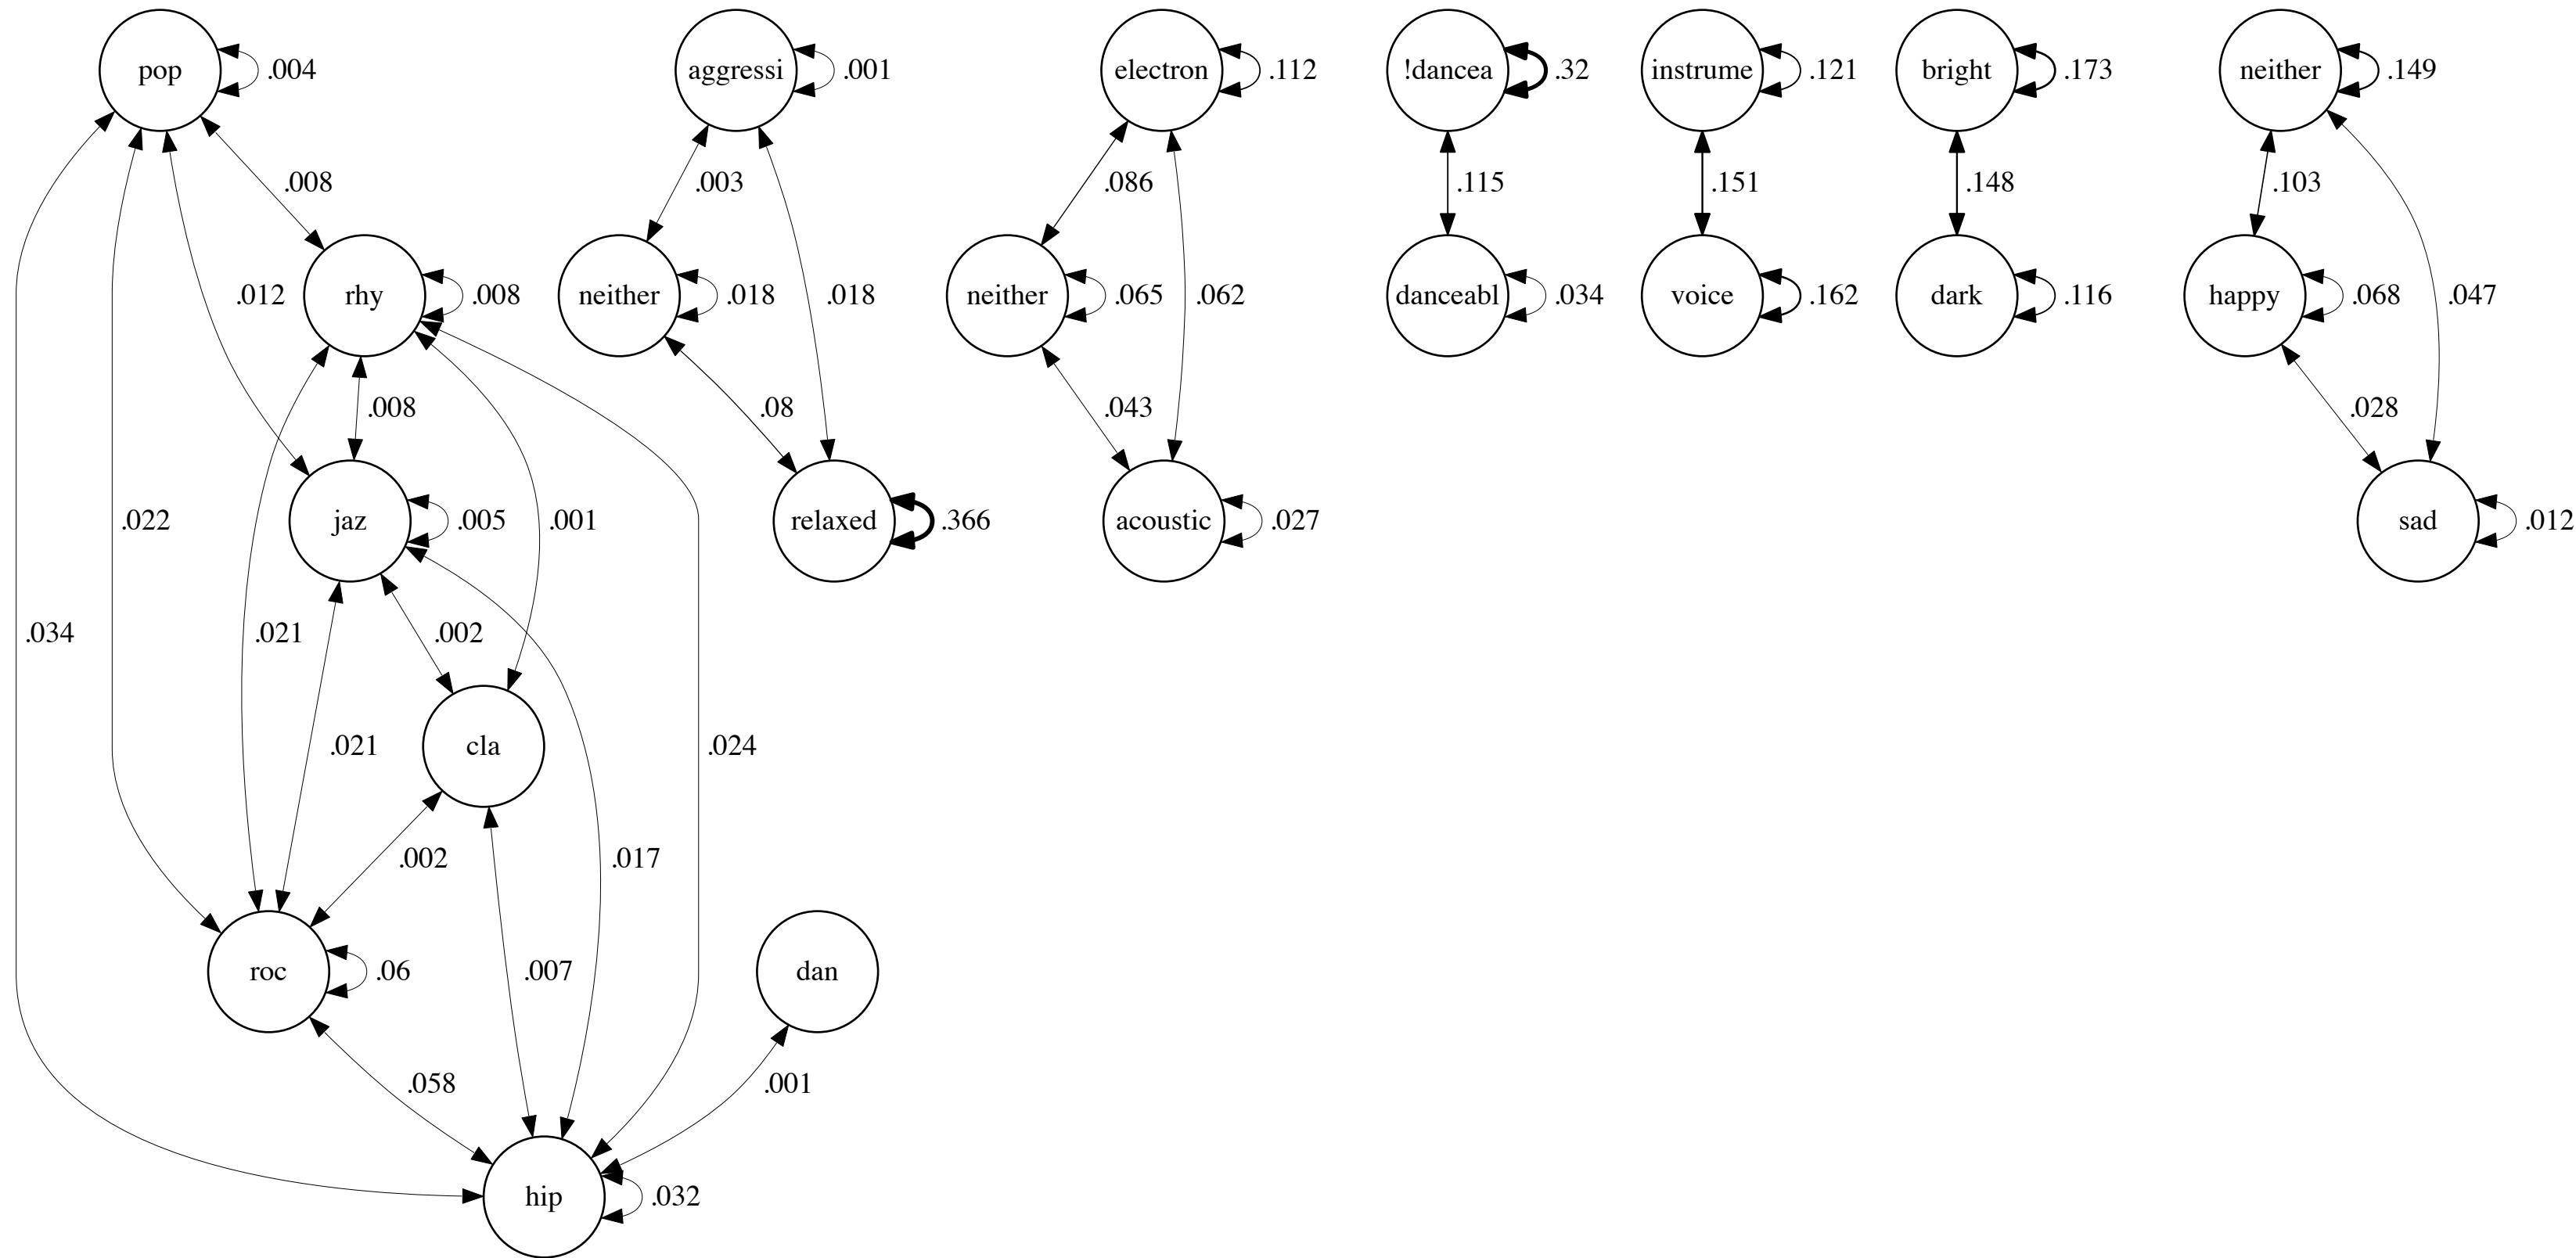 pop .004 aggressi .001 electron .112 !dancea .32 instrume .121 bright .173 neither .149
.008 .003 .086 .115 .151 .148 .103
.012 rhy .008 neither .018 .018 neither .065 .062 danceabl .034 voice .162 dark .116 happy .068 .047
.008 .08 .043 .028
.022 jaz .005 .001 relaxed .366 acoustic .027 sad .012
.034 .021 .002
.021 cla .024
.002 .017
roc .06 .007 dan
.058 .001
hip .032